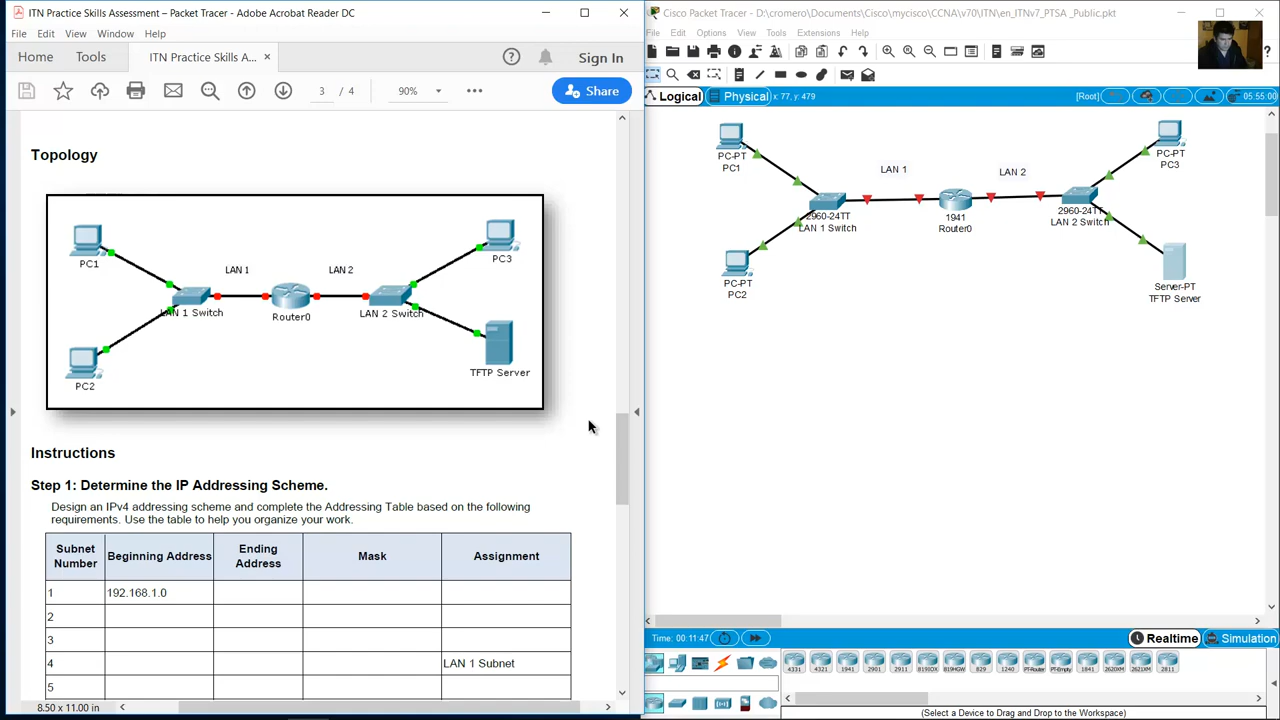 ITN Practice Skills Assessment – Packet Tracer - Adobe Acrobat Reader DC
File Edit View Window Help
Home Tools ITN Practice Skills A... × Sign In
3 / 4 90% Share
Topology
PC1
PC3
LAN 1 LAN 2
LAN 1 Switch Router0 LAN 2 Switch
PC2
TFTP Server
Instructions
Step 1: Determine the IP Addressing Scheme.
Design an IPv4 addressing scheme and complete the Addressing Table based on the following
requirements. Use the table to help you organize your work.
Subnet Number Beginning Address Ending Address Mask Assignment
1 192.168.1.0
2
3
4 LAN 1 Subnet
5
Cisco Packet Tracer - D:\cromero\Documents\Cisco\mycisco\CCNA\v70\ITN\en_ITNv7_PTSA _Public.pkt
File Edit Options View Tools Extensions Help
Logical Physical x: 77, y: 479 [Root] 05:55:00
PC-PT
PC1
PC-PT
PC3
LAN 1 LAN 2
2960-24TT
LAN 1 Switch
1941
Router0
2960-24TT
LAN 2 Switch
PC-PT
PC2
Server-PT
TFTP Server
Time: 00:11:47 Realtime Simulation
4331 4321 1941 2901 2911 819IOX 819HGW 829 1240 PT-Router PT-Empty 1841 2620XM 2621XM 2811
(Select a Device to Drag and Drop to the Workspace)